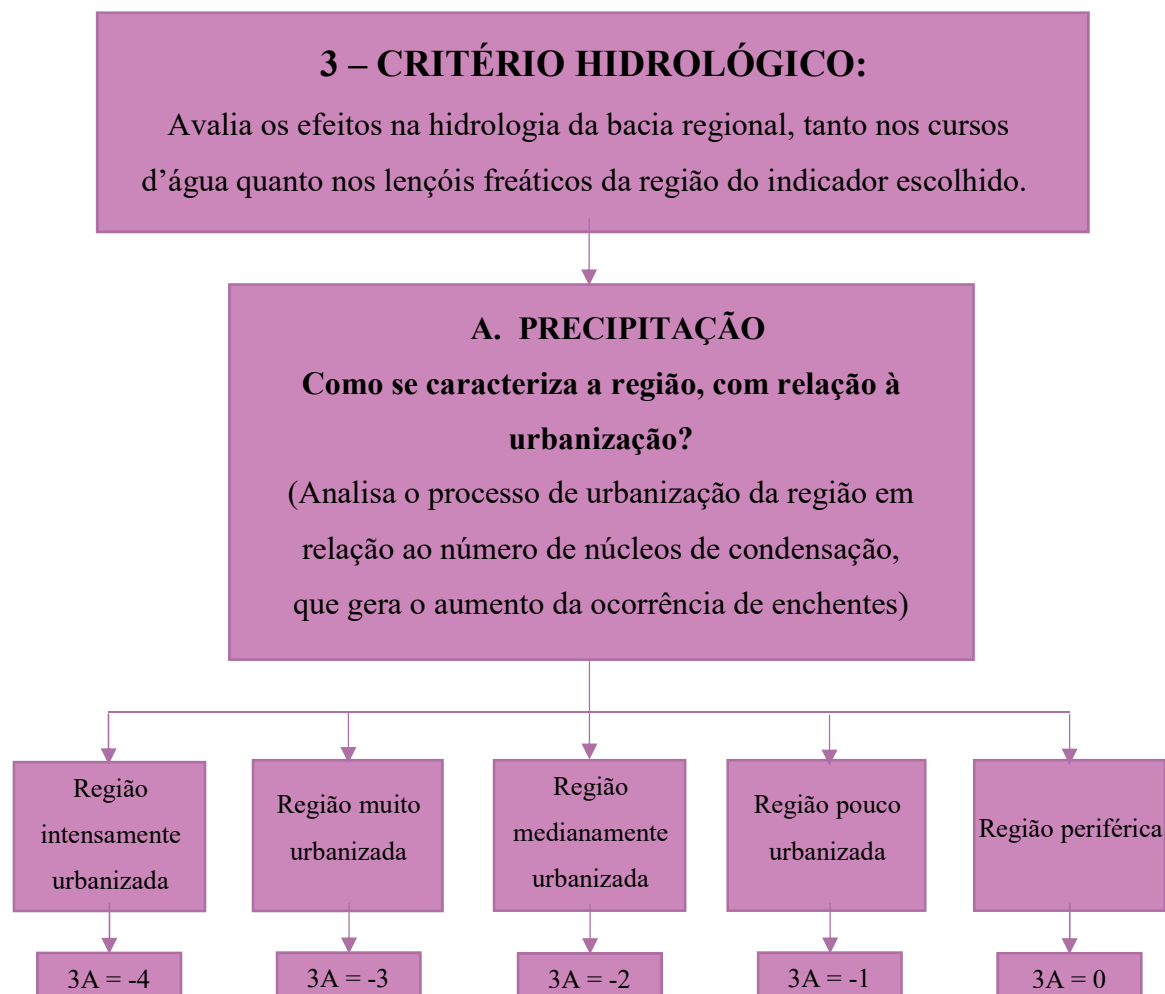 3 – CRITÉRIO HIDROLÓGICO:
Avalia os efeitos na hidrologia da bacia regional, tanto nos cursos
d’água quanto nos lençóis freáticos da região do indicador escolhido.
A. PRECIPITAÇÃO
Como se caracteriza a região, com relação à
urbanização?
(Analisa o processo de urbanização da região em
relação ao número de núcleos de condensação,
que gera o aumento da ocorrência de enchentes)
Região
intensamente
urbanizada
Região muito
urbanizada
Região
medianamente
urbanizada
Região pouco
urbanizada
Região periférica
3A = -4
3A = -3
3A = -2
3A = -1
3A = 0